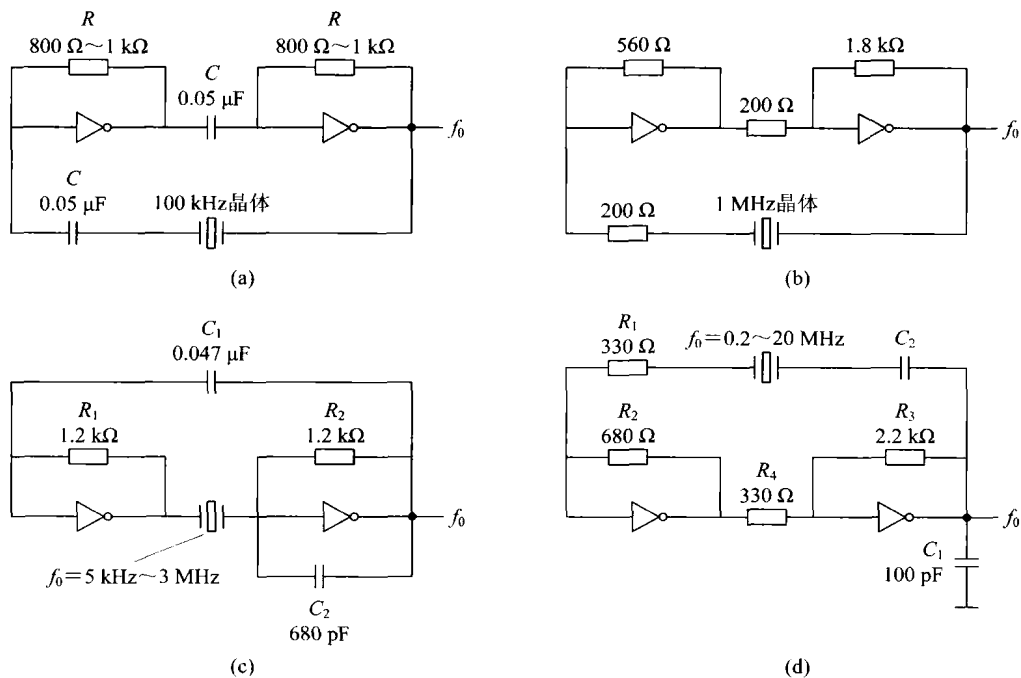 R
800 Ω～1 kΩ
R
800 Ω～1 kΩ
C
0.05 μF
f₀
C
0.05 μF
100 kHz晶体
(a)
560 Ω
1.8 kΩ
200 Ω
f₀
200 Ω
1 MHz晶体
(b)
C₁
0.047 μF
R₁
1.2 kΩ
R₂
1.2 kΩ
f₀
f₀=5 kHz～3 MHz
C₂
680 pF
(c)
R₁
330 Ω
f₀=0.2～20 MHz
C₂
R₂
680 Ω
R₃
2.2 kΩ
R₄
330 Ω
f₀
C₁
100 pF
(d)